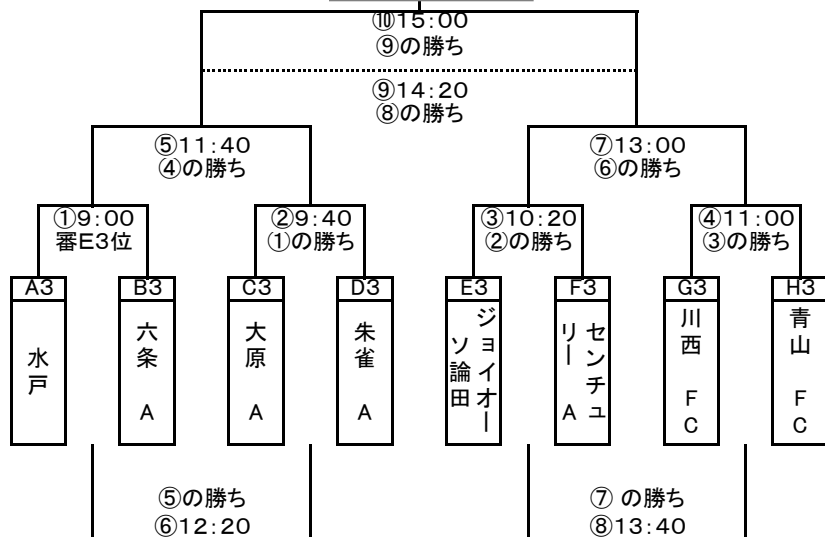 ⑩15:00
⑨の勝ち
⑨14:20
⑧の勝ち
⑤11:40
④の勝ち
⑦13:00
⑥の勝ち
①9:00
審E3位
②9:40
①の勝ち
③10:20
②の勝ち
④11:00
③の勝ち
A3
B3
C3
D3
E3
F3
G3
H3
水戸
六条 A
大原 A
朱雀 A
ジョイオー
ソ論田
センチュ
リー A
川西 FC
青山 FC
⑤の勝ち
⑥12:20
⑦ の勝ち
⑧13:40